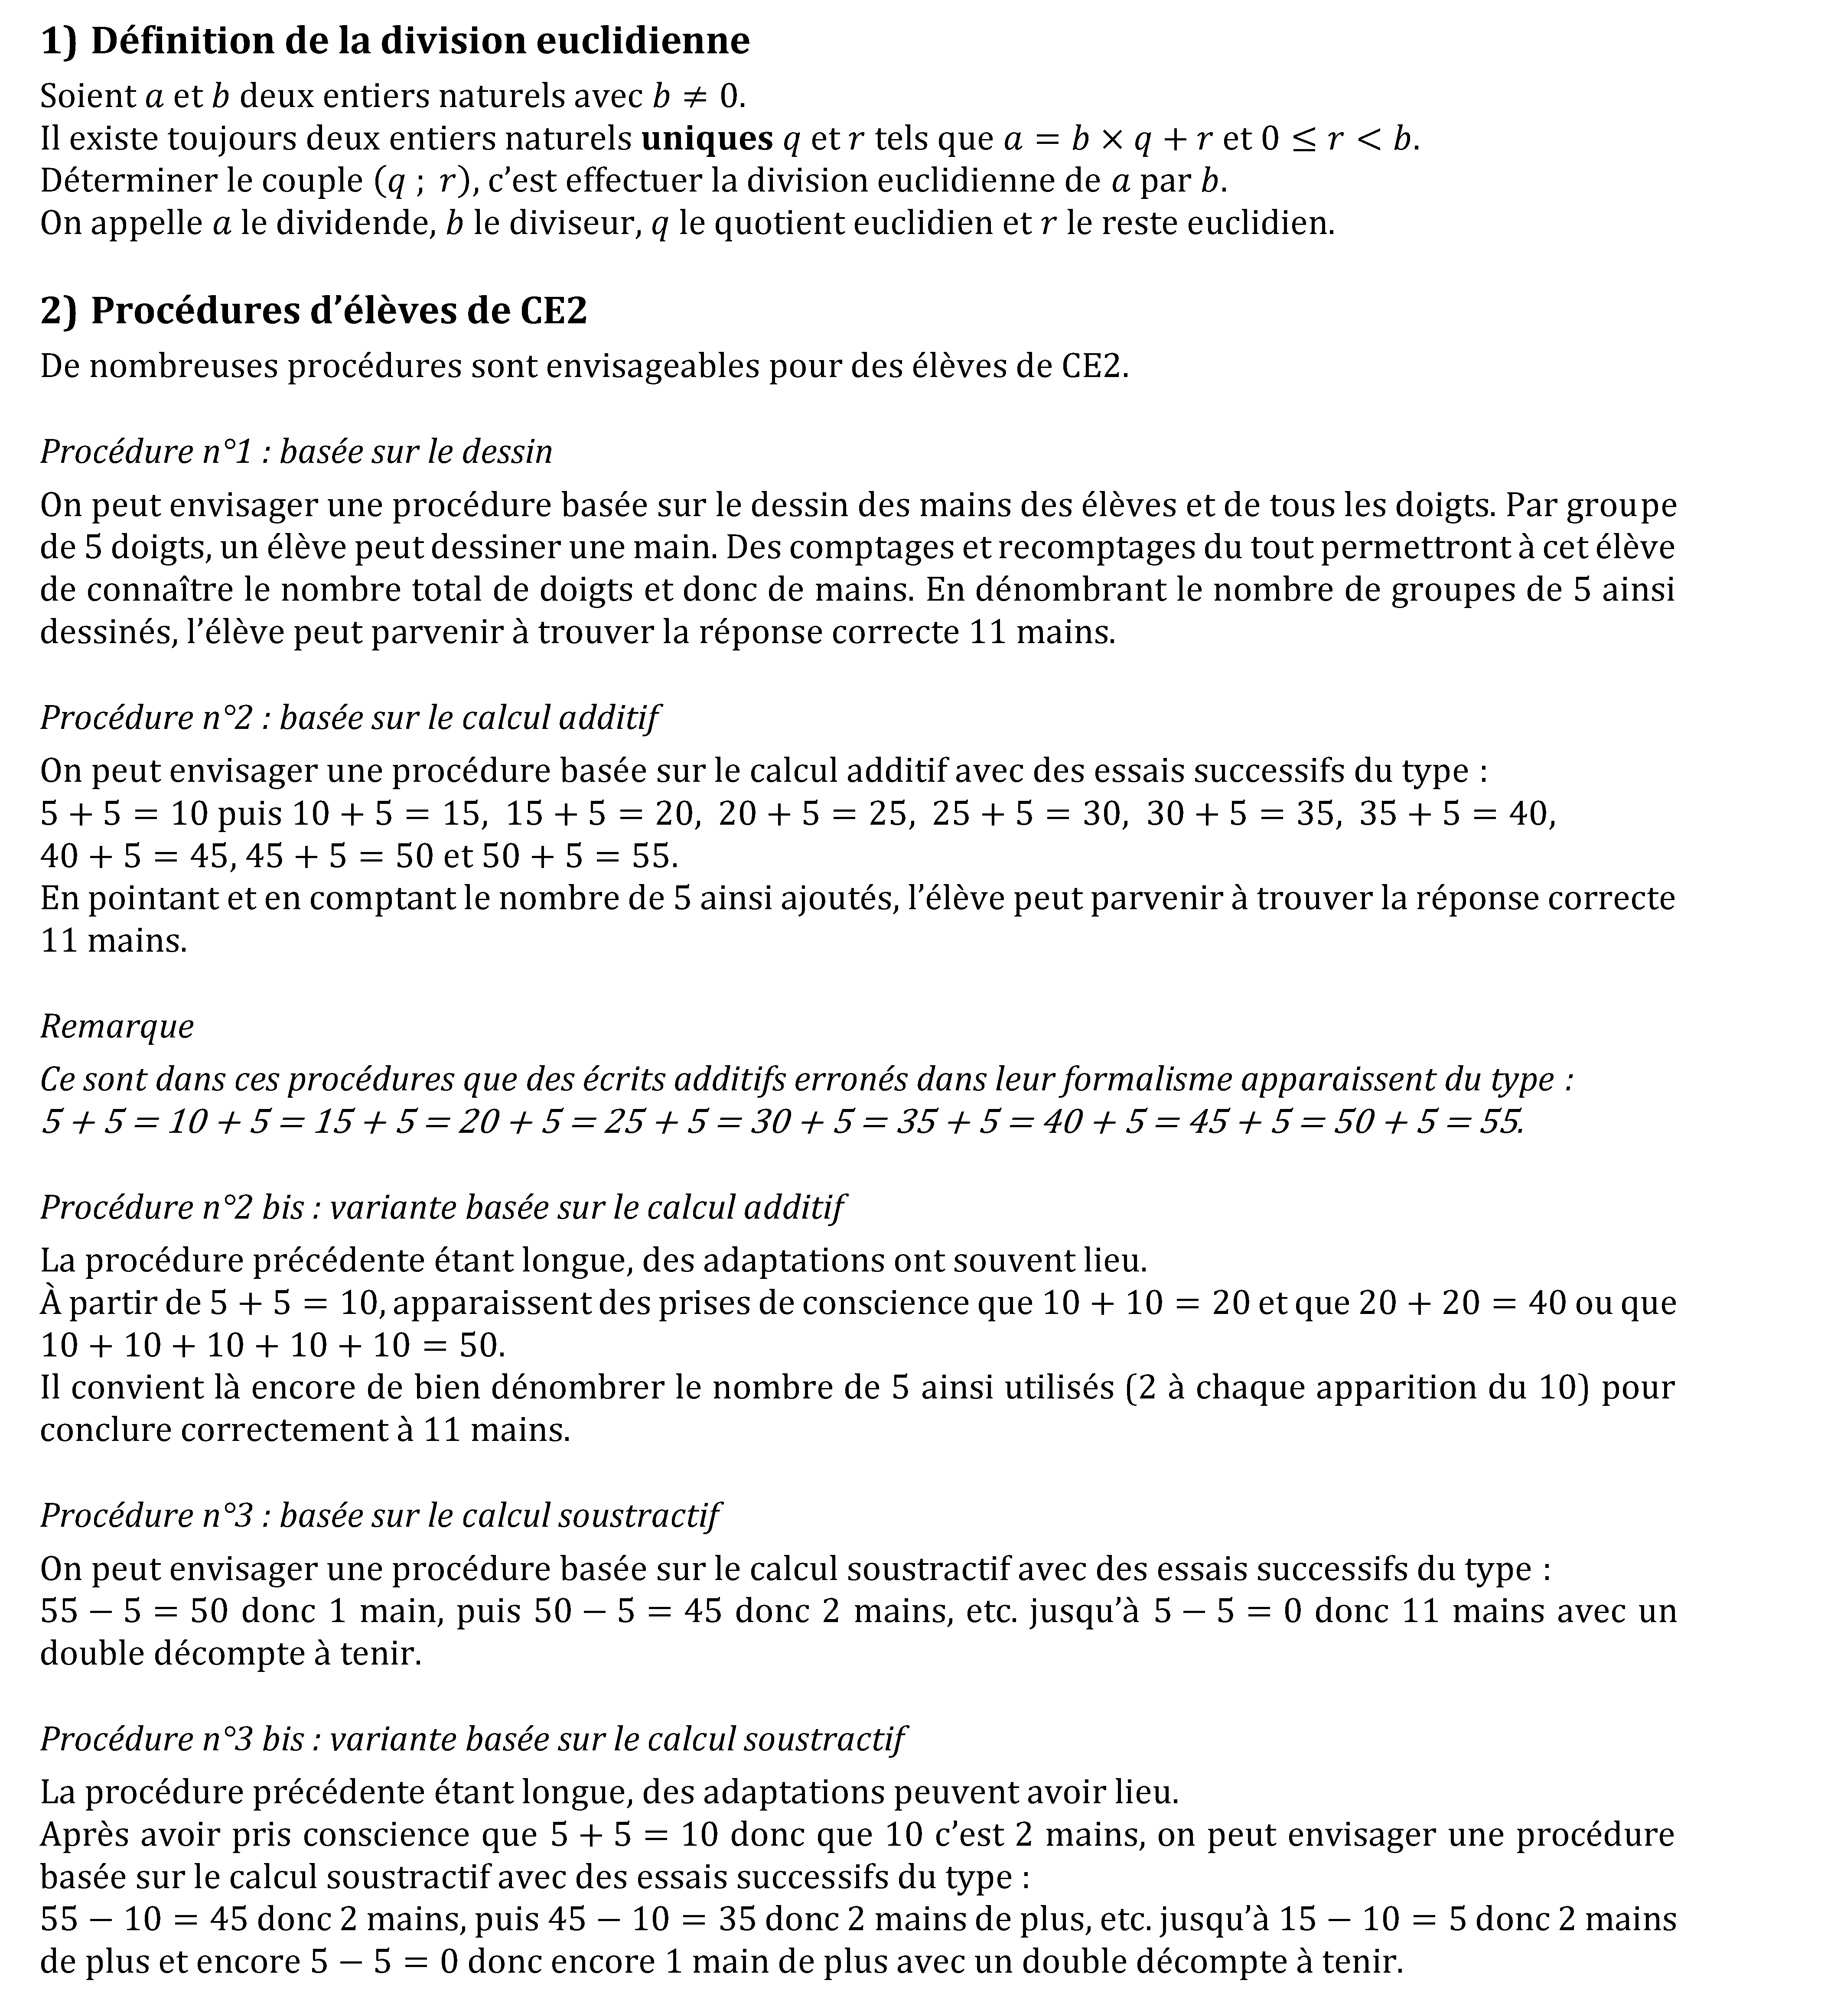 1) Définition de la division euclidienne
Soient a et b deux entiers naturels avec b ≠ 0.
Il existe toujours deux entiers naturels uniques q et r tels que a = b × q + r et 0 ≤ r < b.
Déterminer le couple (q ; r), c’est effectuer la division euclidienne de a par b.
On appelle a le dividende, b le diviseur, q le quotient euclidien et r le reste euclidien.
2) Procédures d’élèves de CE2
De nombreuses procédures sont envisageables pour des élèves de CE2.
Procédure n°1 : basée sur le dessin
On peut envisager une procédure basée sur le dessin des mains des élèves et de tous les doigts. Par groupe
de 5 doigts, un élève peut dessiner une main. Des comptages et recomptages du tout permettront à cet élève
de connaître le nombre total de doigts et donc de mains. En dénombrant le nombre de groupes de 5 ainsi
dessinés, l’élève peut parvenir à trouver la réponse correcte 11 mains.
Procédure n°2 : basée sur le calcul additif
On peut envisager une procédure basée sur le calcul additif avec des essais successifs du type :
5 + 5 = 10 puis 10 + 5 = 15, 15 + 5 = 20, 20 + 5 = 25, 25 + 5 = 30, 30 + 5 = 35, 35 + 5 = 40,
40 + 5 = 45, 45 + 5 = 50 et 50 + 5 = 55.
En pointant et en comptant le nombre de 5 ainsi ajoutés, l’élève peut parvenir à trouver la réponse correcte
11 mains.
Remarque
Ce sont dans ces procédures que des écrits additifs erronés dans leur formalisme apparaissent du type :
5 + 5 = 10 + 5 = 15 + 5 = 20 + 5 = 25 + 5 = 30 + 5 = 35 + 5 = 40 + 5 = 45 + 5 = 50 + 5 = 55.
Procédure n°2 bis : variante basée sur le calcul additif
La procédure précédente étant longue, des adaptations ont souvent lieu.
À partir de 5 + 5 = 10, apparaissent des prises de conscience que 10 + 10 = 20 et que 20 + 20 = 40 ou que
10 + 10 + 10 + 10 + 10 = 50.
Il convient là encore de bien dénombrer le nombre de 5 ainsi utilisés (2 à chaque apparition du 10) pour
conclure correctement à 11 mains.
Procédure n°3 : basée sur le calcul soustractif
On peut envisager une procédure basée sur le calcul soustractif avec des essais successifs du type :
55 − 5 = 50 donc 1 main, puis 50 − 5 = 45 donc 2 mains, etc. jusqu’à 5 − 5 = 0 donc 11 mains avec un
double décompte à tenir.
Procédure n°3 bis : variante basée sur le calcul soustractif
La procédure précédente étant longue, des adaptations peuvent avoir lieu.
Après avoir pris conscience que 5 + 5 = 10 donc que 10 c’est 2 mains, on peut envisager une procédure
basée sur le calcul soustractif avec des essais successifs du type :
55 − 10 = 45 donc 2 mains, puis 45 − 10 = 35 donc 2 mains de plus, etc. jusqu’à 15 − 10 = 5 donc 2 mains
de plus et encore 5 − 5 = 0 donc encore 1 main de plus avec un double décompte à tenir.